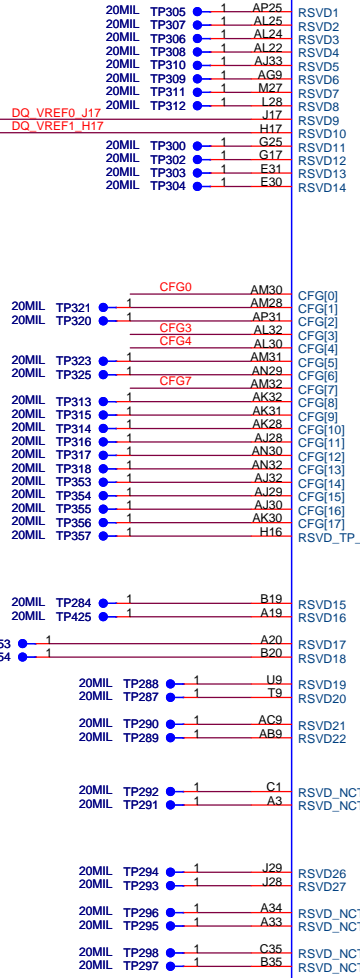 20MIL TP305 1 AP25 RSVD1
20MIL TP307 1 AL25 RSVD2
20MIL TP306 1 AL24 RSVD3
20MIL TP308 1 AL22 RSVD4
20MIL TP310 1 AJ33 RSVD5
20MIL TP309 1 AG9 RSVD6
20MIL TP311 1 M27 RSVD7
20MIL TP312 1 L28 RSVD8
DQ_VREF0_J17 J17 RSVD9
DQ_VREF1_H17 H17 RSVD10
20MIL TP300 1 G25 RSVD11
20MIL TP302 1 G17 RSVD12
20MIL TP303 1 E31 RSVD13
20MIL TP304 1 E30 RSVD14
CFG0 AM30 CFG[0]
20MIL TP321 1 AM28 CFG[1]
20MIL TP320 1 AP31 CFG[2]
CFG3 AL32 CFG[3]
CFG4 AL30 CFG[4]
20MIL TP323 1 AM31 CFG[5]
20MIL TP325 1 AN29 CFG[6]
CFG7 AM32 CFG[7]
20MIL TP313 1 AK32 CFG[8]
20MIL TP315 1 AK31 CFG[9]
20MIL TP314 1 AK28 CFG[10]
20MIL TP316 1 AJ28 CFG[11]
20MIL TP317 1 AN30 CFG[12]
20MIL TP318 1 AN32 CFG[13]
20MIL TP353 1 AJ32 CFG[14]
20MIL TP354 1 AJ29 CFG[15]
20MIL TP355 1 AJ30 CFG[16]
20MIL TP356 1 AK30 CFG[17]
20MIL TP357 1 H16 RSVD_TP_
20MIL TP284 1 B19 RSVD15
20MIL TP425 1 A19 RSVD16
53 1 A20 RSVD17
54 1 B20 RSVD18
20MIL TP288 1 U9 RSVD19
20MIL TP287 1 T9 RSVD20
20MIL TP290 1 AC9 RSVD21
20MIL TP289 1 AB9 RSVD22
20MIL TP292 1 C1 RSVD_NCT
20MIL TP291 1 A3 RSVD_NCT
20MIL TP294 1 J29 RSVD26
20MIL TP293 1 J28 RSVD27
20MIL TP296 1 A34 RSVD_NCT
20MIL TP295 1 A33 RSVD_NCT
20MIL TP298 1 C35 RSVD_NCT
20MIL TP297 1 B35 RSVD_NCT